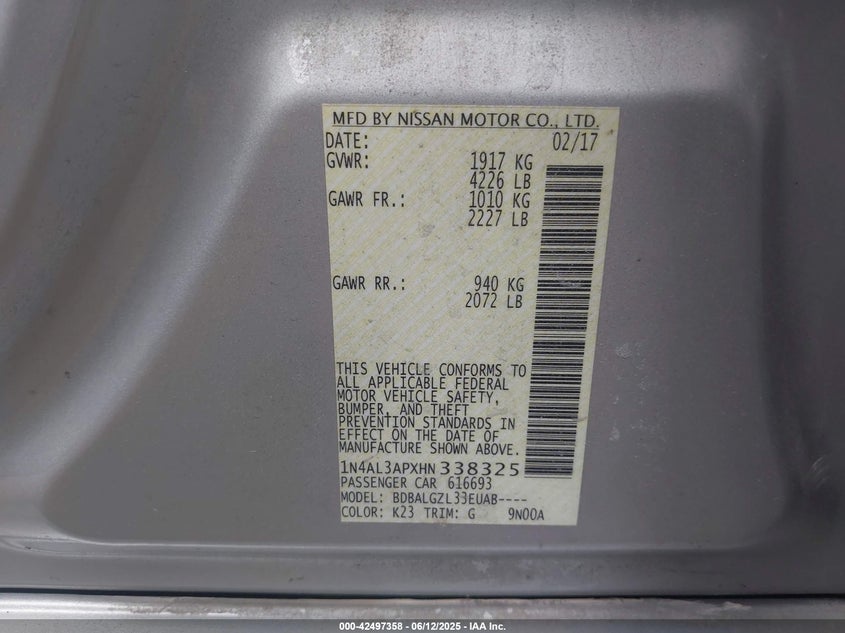 MFD BY NISSAN MOTOR CO., LTD.
DATE: 02/17
GVWR: 1917 KG
4226 LB
GAWR FR.: 1010 KG
2227 LB
GAWR RR.: 940 KG
2072 LB
THIS VEHICLE CONFORMS TO
ALL APPLICABLE FEDERAL
MOTOR VEHICLE SAFETY,
BUMPER, AND THEFT
PREVENTION STANDARDS IN
EFFECT ON THE DATE OF
MANUFACTURE SHOWN ABOVE.
1N4AL3APXHN338325
PASSENGER CAR 616693
MODEL: BDBALGZL33EUAB----
COLOR: K23 TRIM: G 9N00A
000-42497358 - 06/12/2025 - IAA Inc.